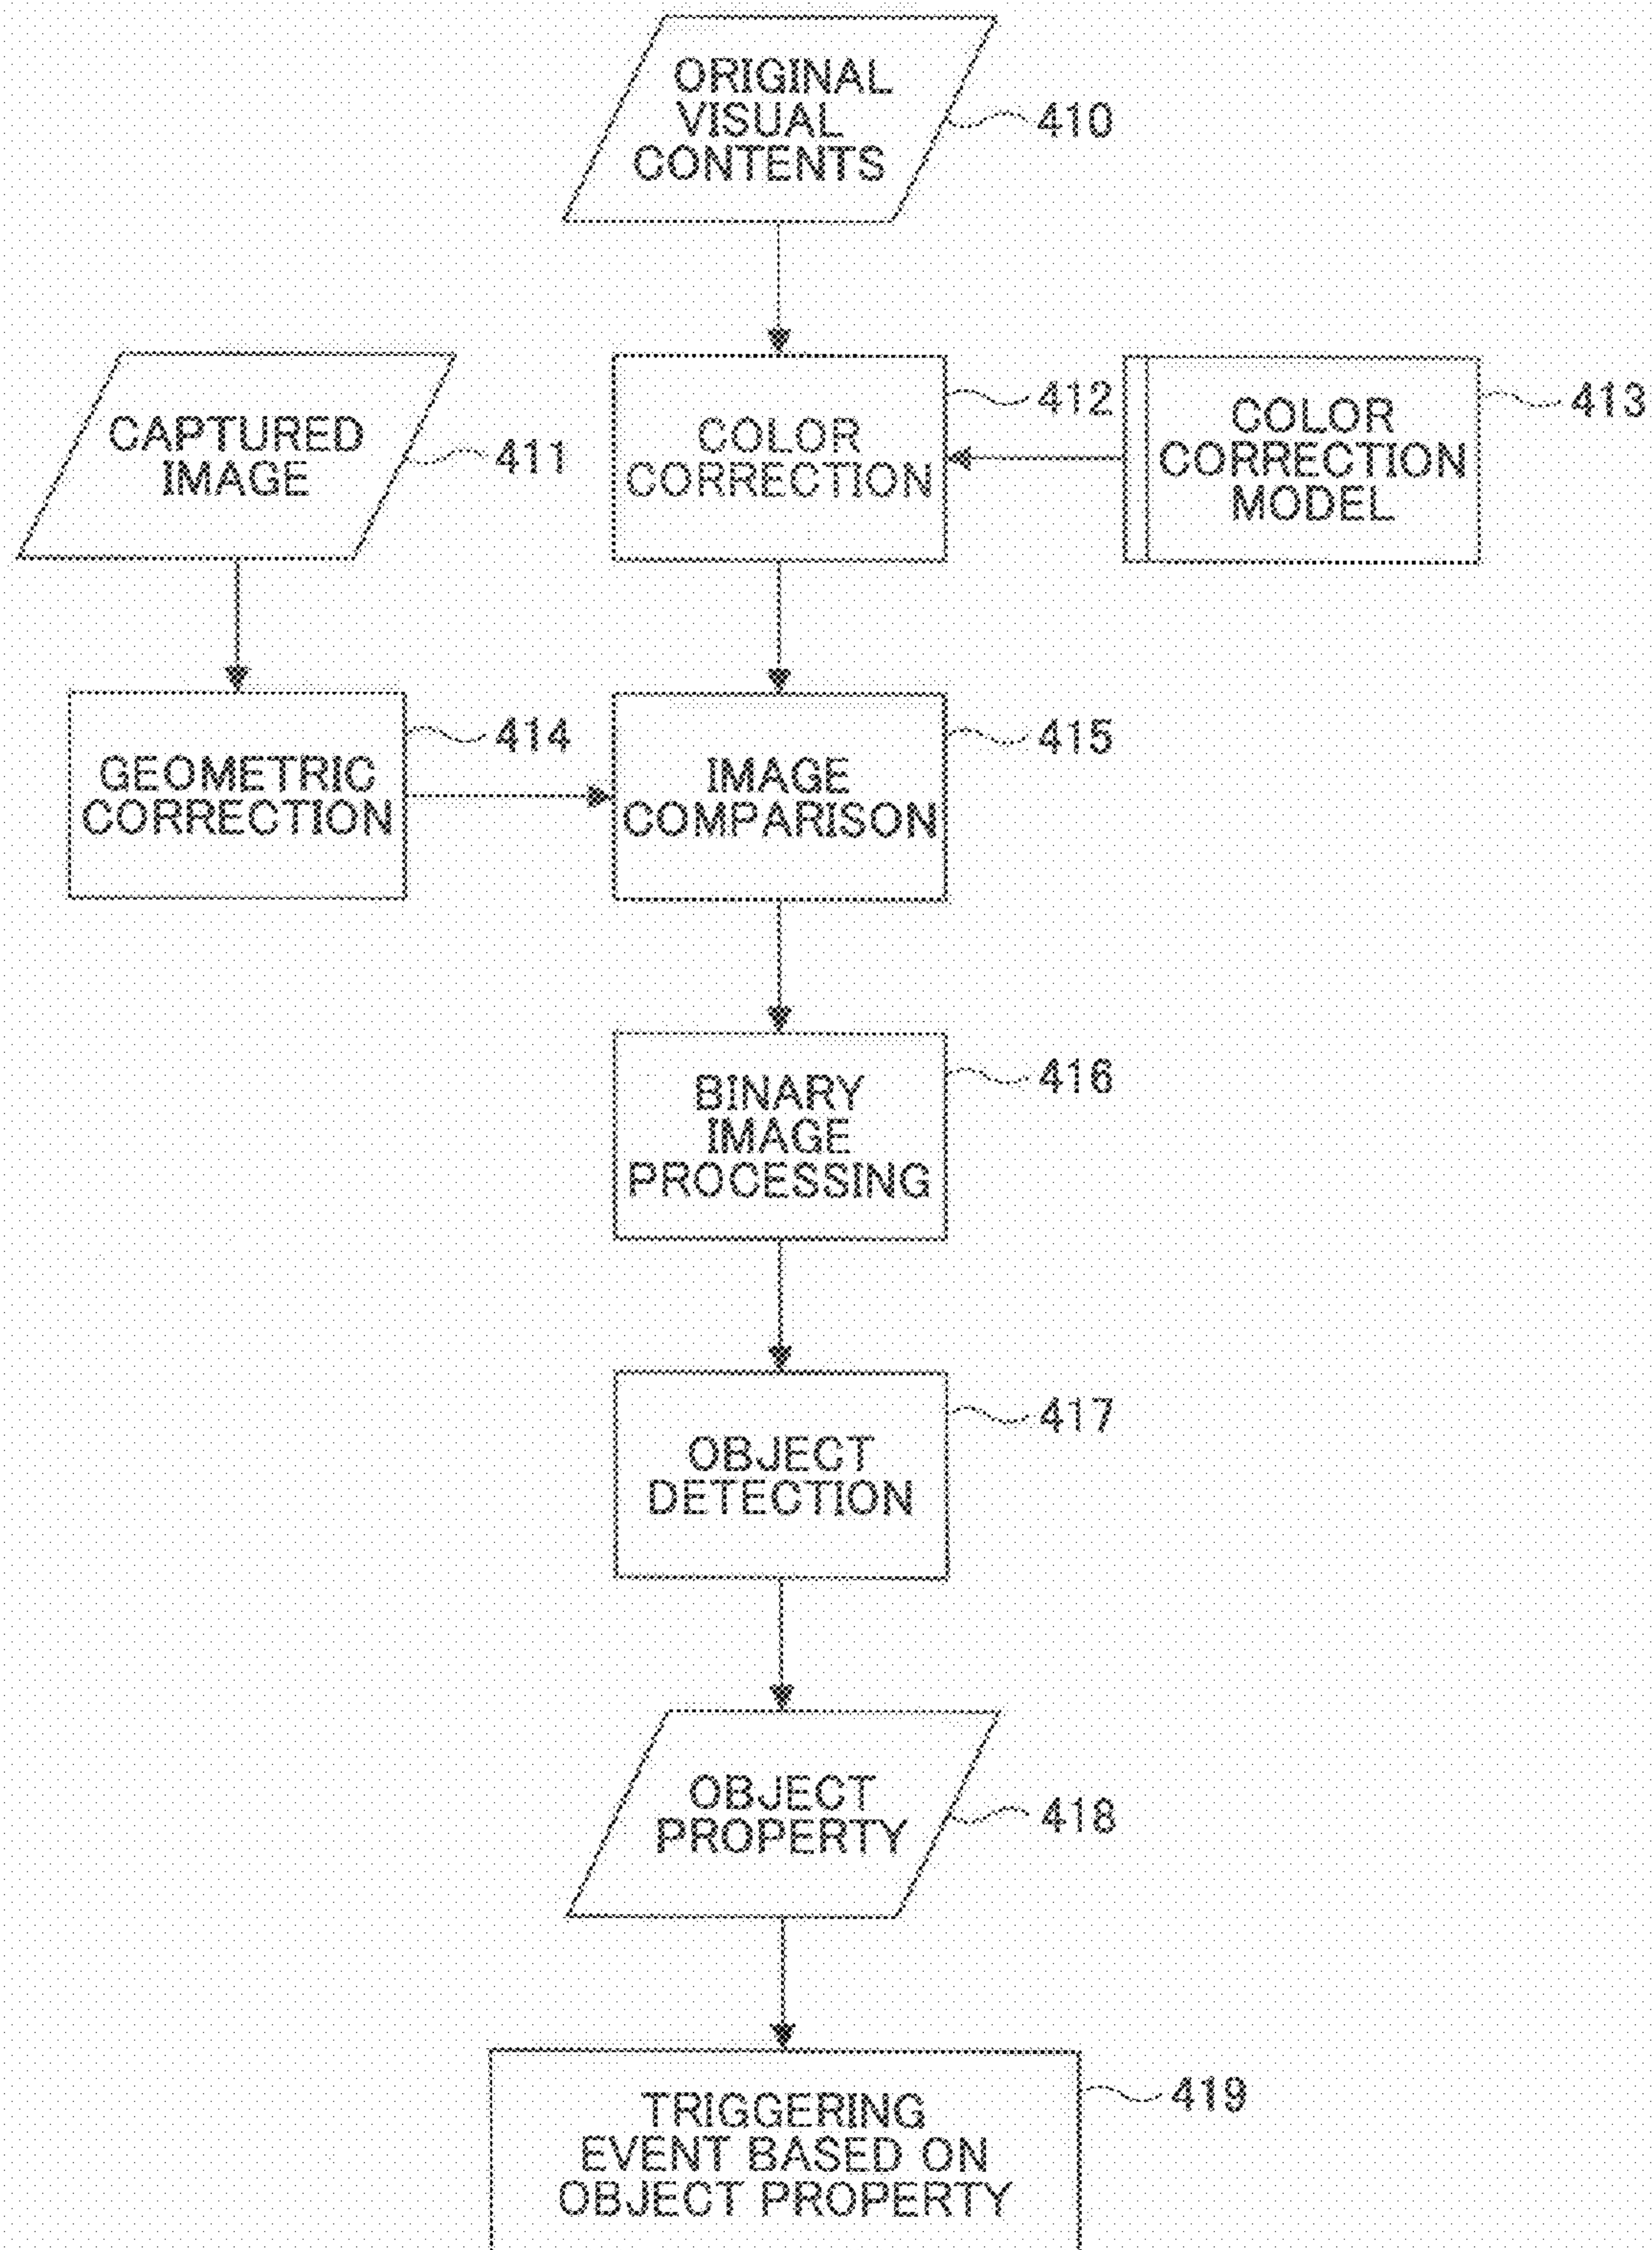 ORIGINAL
VISUAL
CONTENTS
410
CAPTURED
IMAGE
411
COLOR
CORRECTION
412
COLOR
CORRECTION
MODEL
413
GEOMETRIC
CORRECTION
414
IMAGE
COMPARISON
415
BINARY
IMAGE
PROCESSING
416
OBJECT
DETECTION
417
OBJECT
PROPERTY
418
TRIGGERING
EVENT BASED ON
OBJECT PROPERTY
419